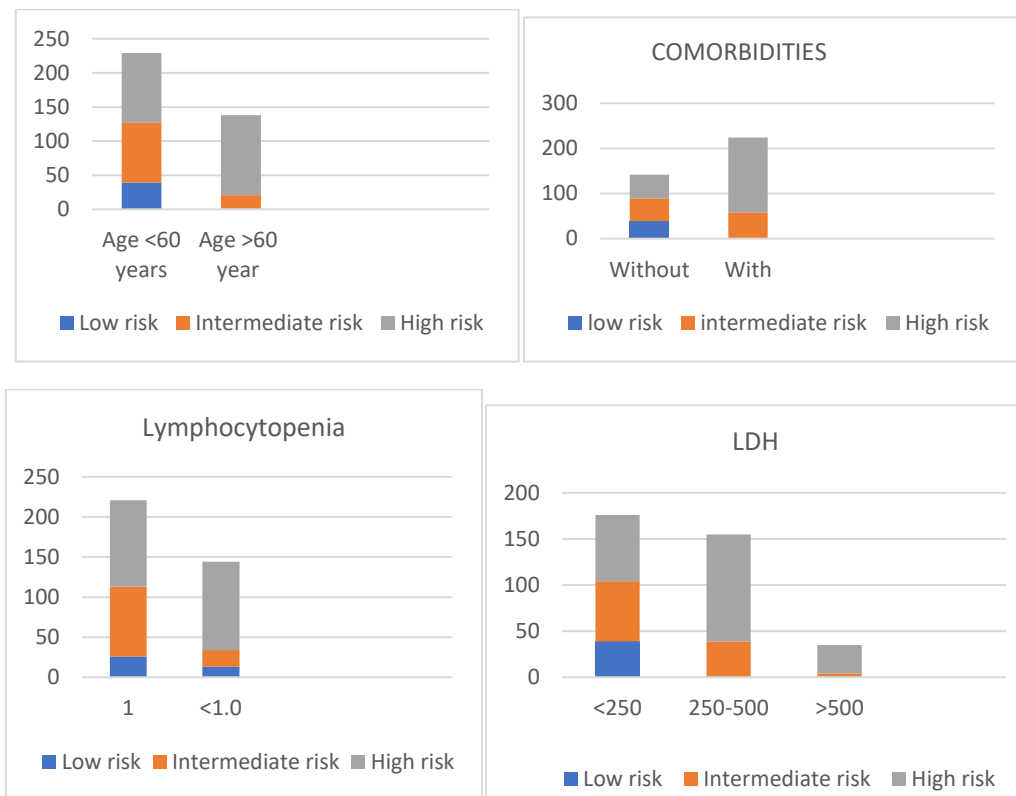 250
200
150
100
50
0
Age <60 Age >60
years year
Low risk Intermediate risk High risk
COMORBIDITIES
300
200
100
0
Without With
low risk intermediate risk High risk
Lymphocytopenia
250
200
150
100
50
0
1 <1.0
Low risk Intermediate risk High risk
LDH
200
150
100
50
0
<250 250-500 >500
Low risk Intermediate risk High risk